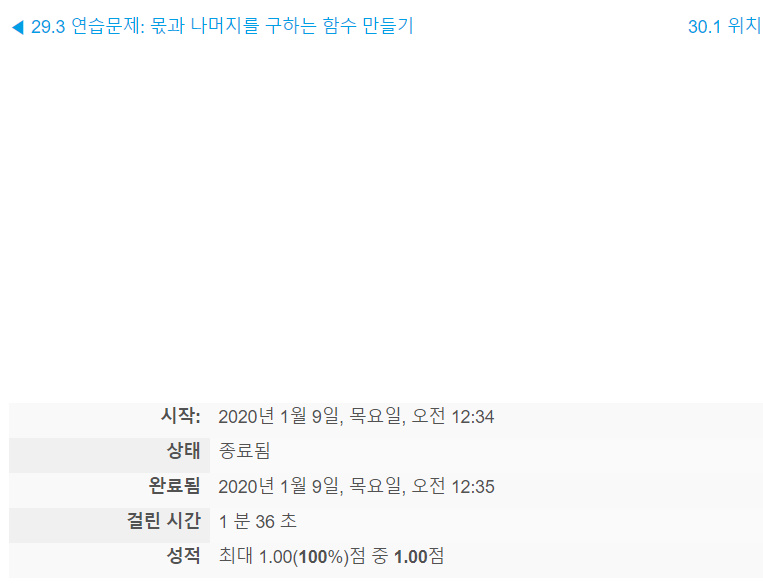 ◀ 29.3 연습문제: 몫과 나머지를 구하는 함수 만들기 30.1 위치
시작: 2020년 1월 9일, 목요일, 오전 12:34
상태 종료됨
완료됨 2020년 1월 9일, 목요일, 오전 12:35
걸린 시간 1 분 36 초
성적 최대 1.00(100%)점 중 1.00점